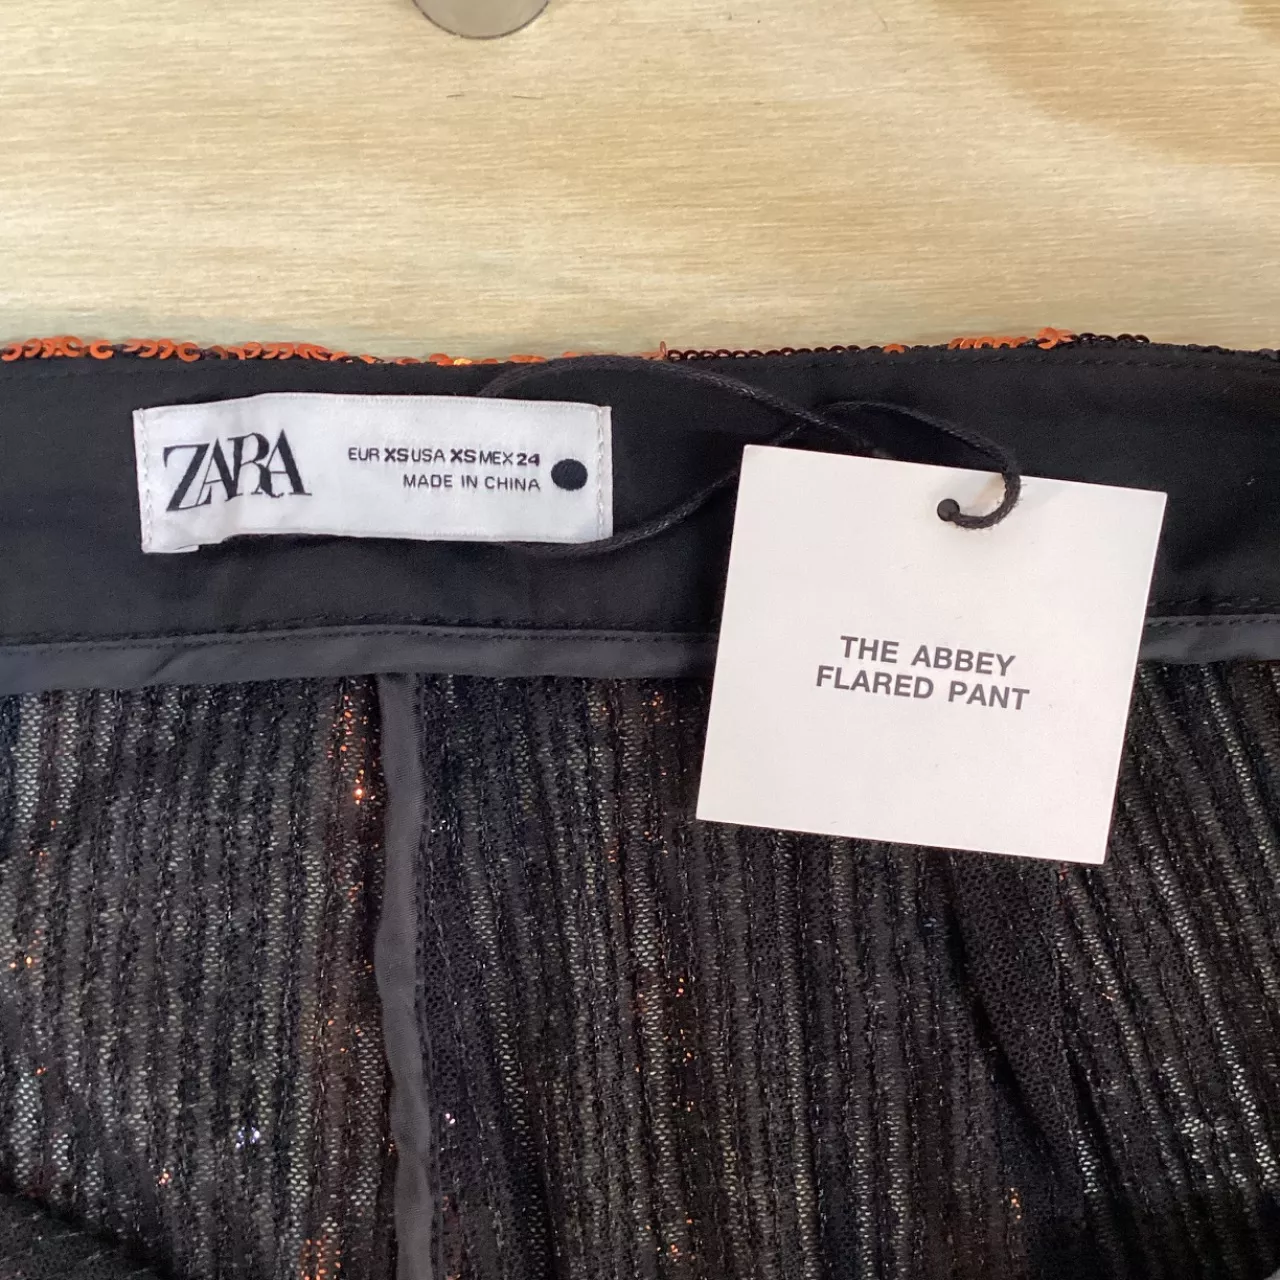 ZARA
EUR XS USA XS MEX 24
MADE IN CHINA
THE ABBEY
FLARED PANT